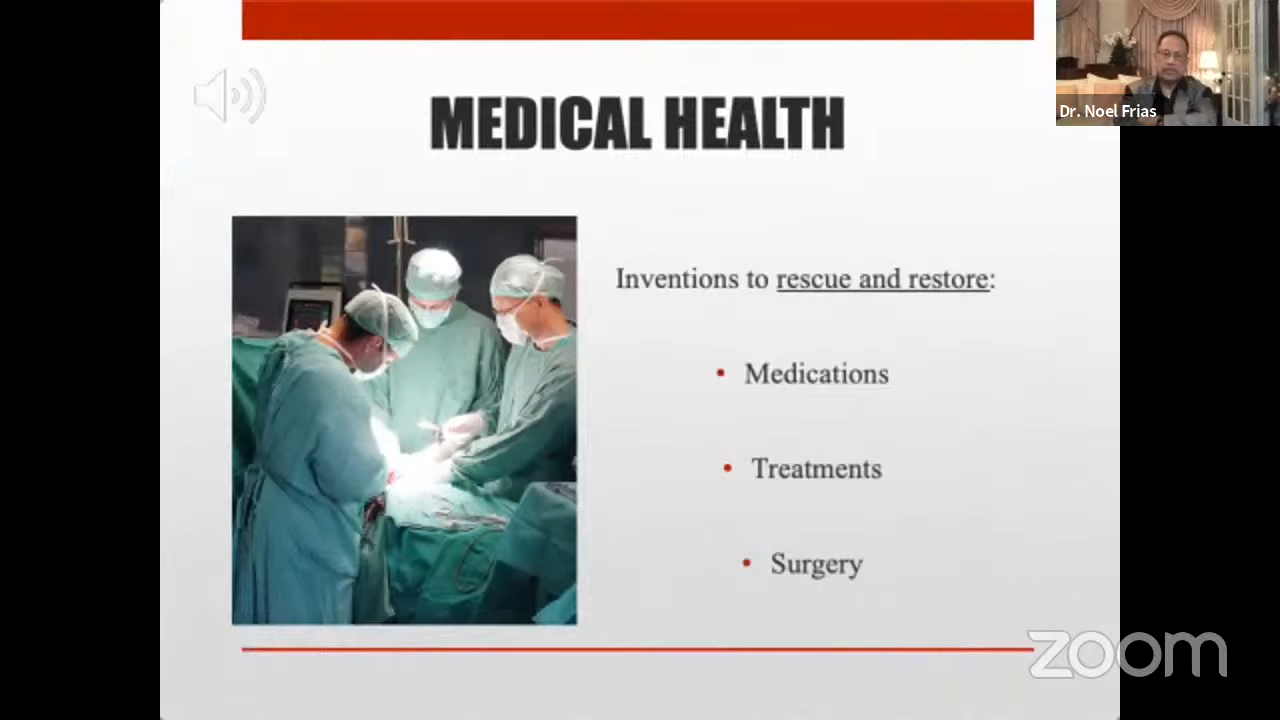 Dr. Noel Frias
MEDICAL HEALTH
Inventions to rescue and restore:
• Medications
• Treatments
• Surgery
zoom